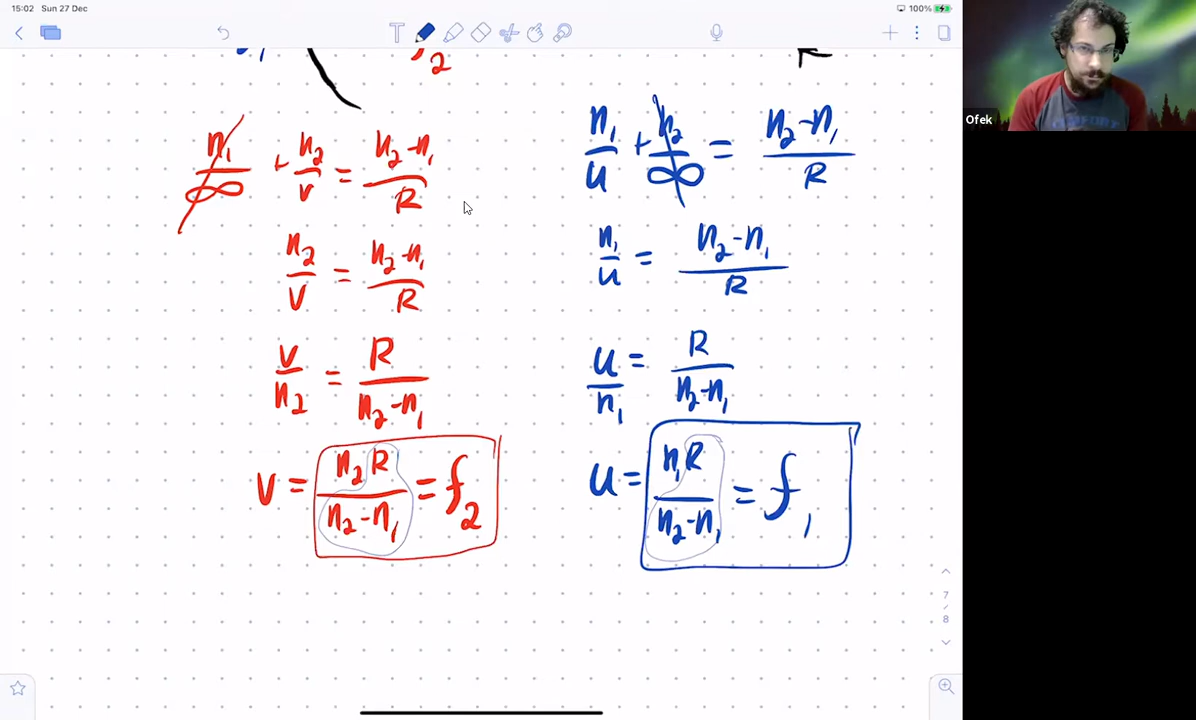 15:02 Sun 27 Dec
100%
T
2
n₁/∞ + n₂/v = (n₂-n₁)/R
n₂/v = (n₂-n₁)/R
v/n₂ = R/(n₂-n₁)
v = n₂R/(n₂-n₁) = f₂
n₁/u + n₂/∞ = (n₂-n₁)/R
n₁/u = (n₂-n₁)/R
u/n₁ = R/(n₂-n₁)
u = n₁R/(n₂-n₁) = f₁
7
/
8
Ofek